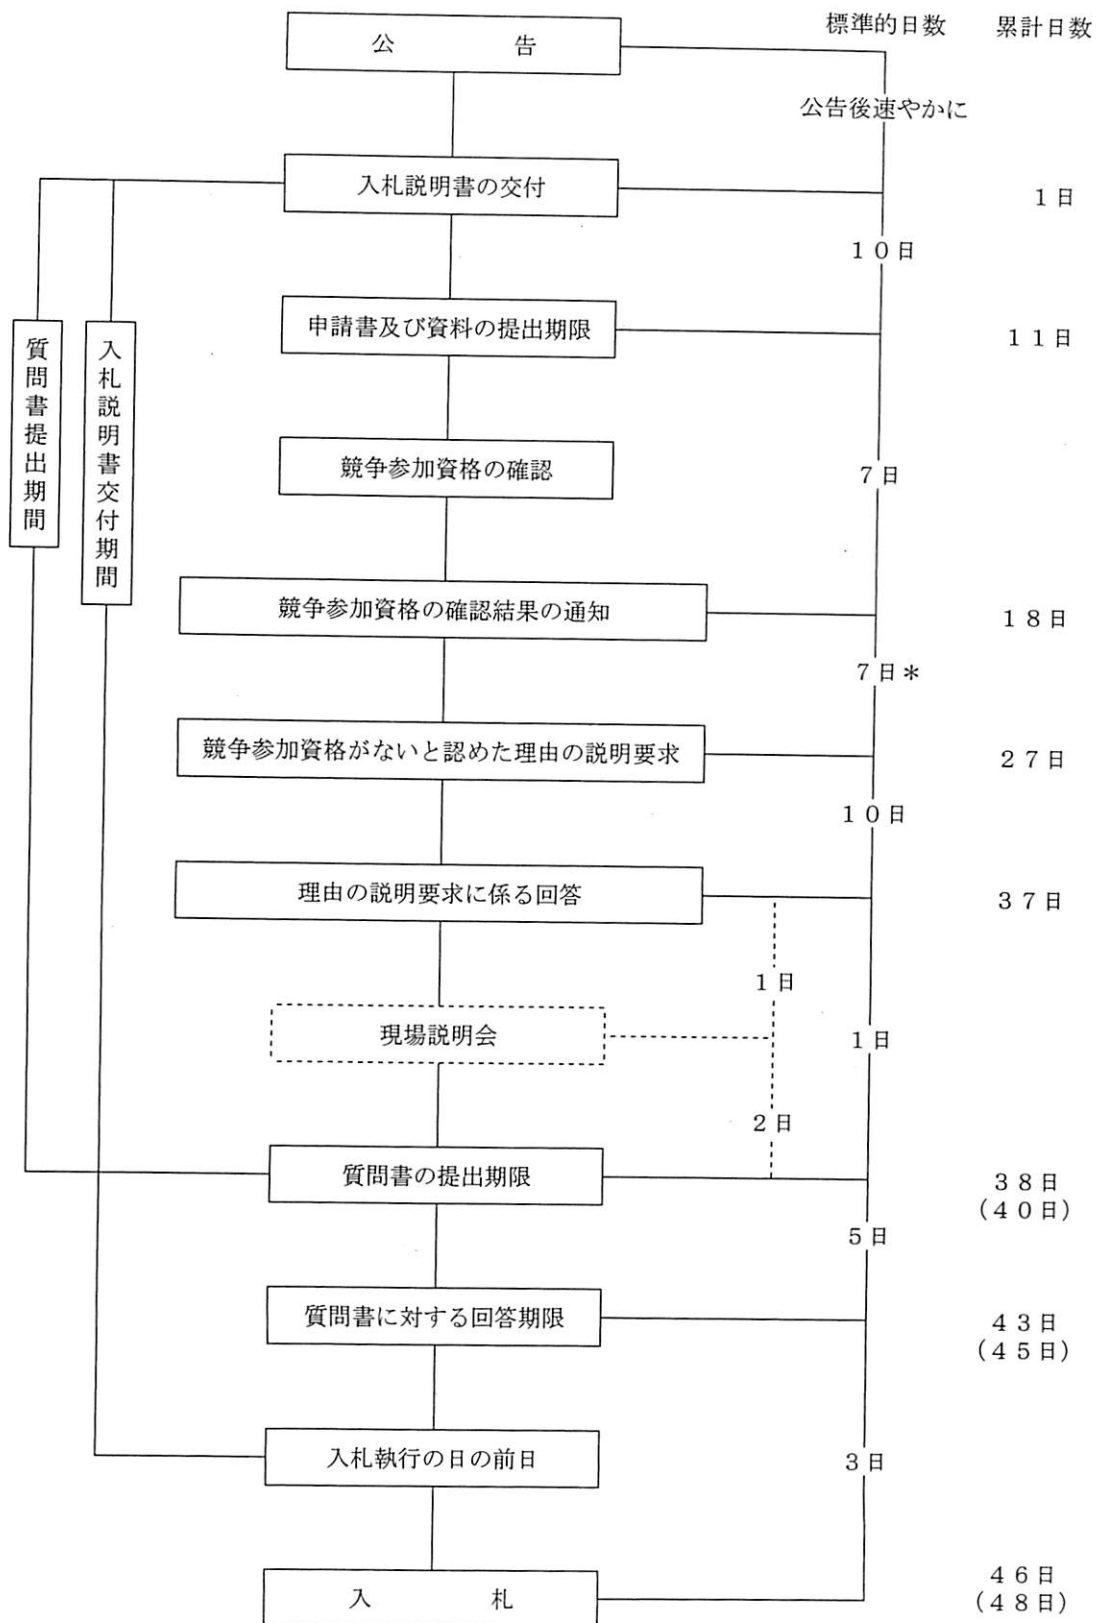 標準的日数　累計日数
公　　　　告
公告後速やかに
入札説明書の交付
１日
１０日
申請書及び資料の提出期限
１１日
質問書提出期間
入札説明書交付期間
競争参加資格の確認
７日
競争参加資格の確認結果の通知
１８日
７日＊
競争参加資格がないと認めた理由の説明要求
２７日
１０日
理由の説明要求に係る回答
３７日
１日
現場説明会
１日
２日
質問書の提出期限
３８日
（４０日）
５日
質問書に対する回答期限
４３日
（４５日）
入札執行の日の前日
３日
入　　　　札
４６日
（４８日）